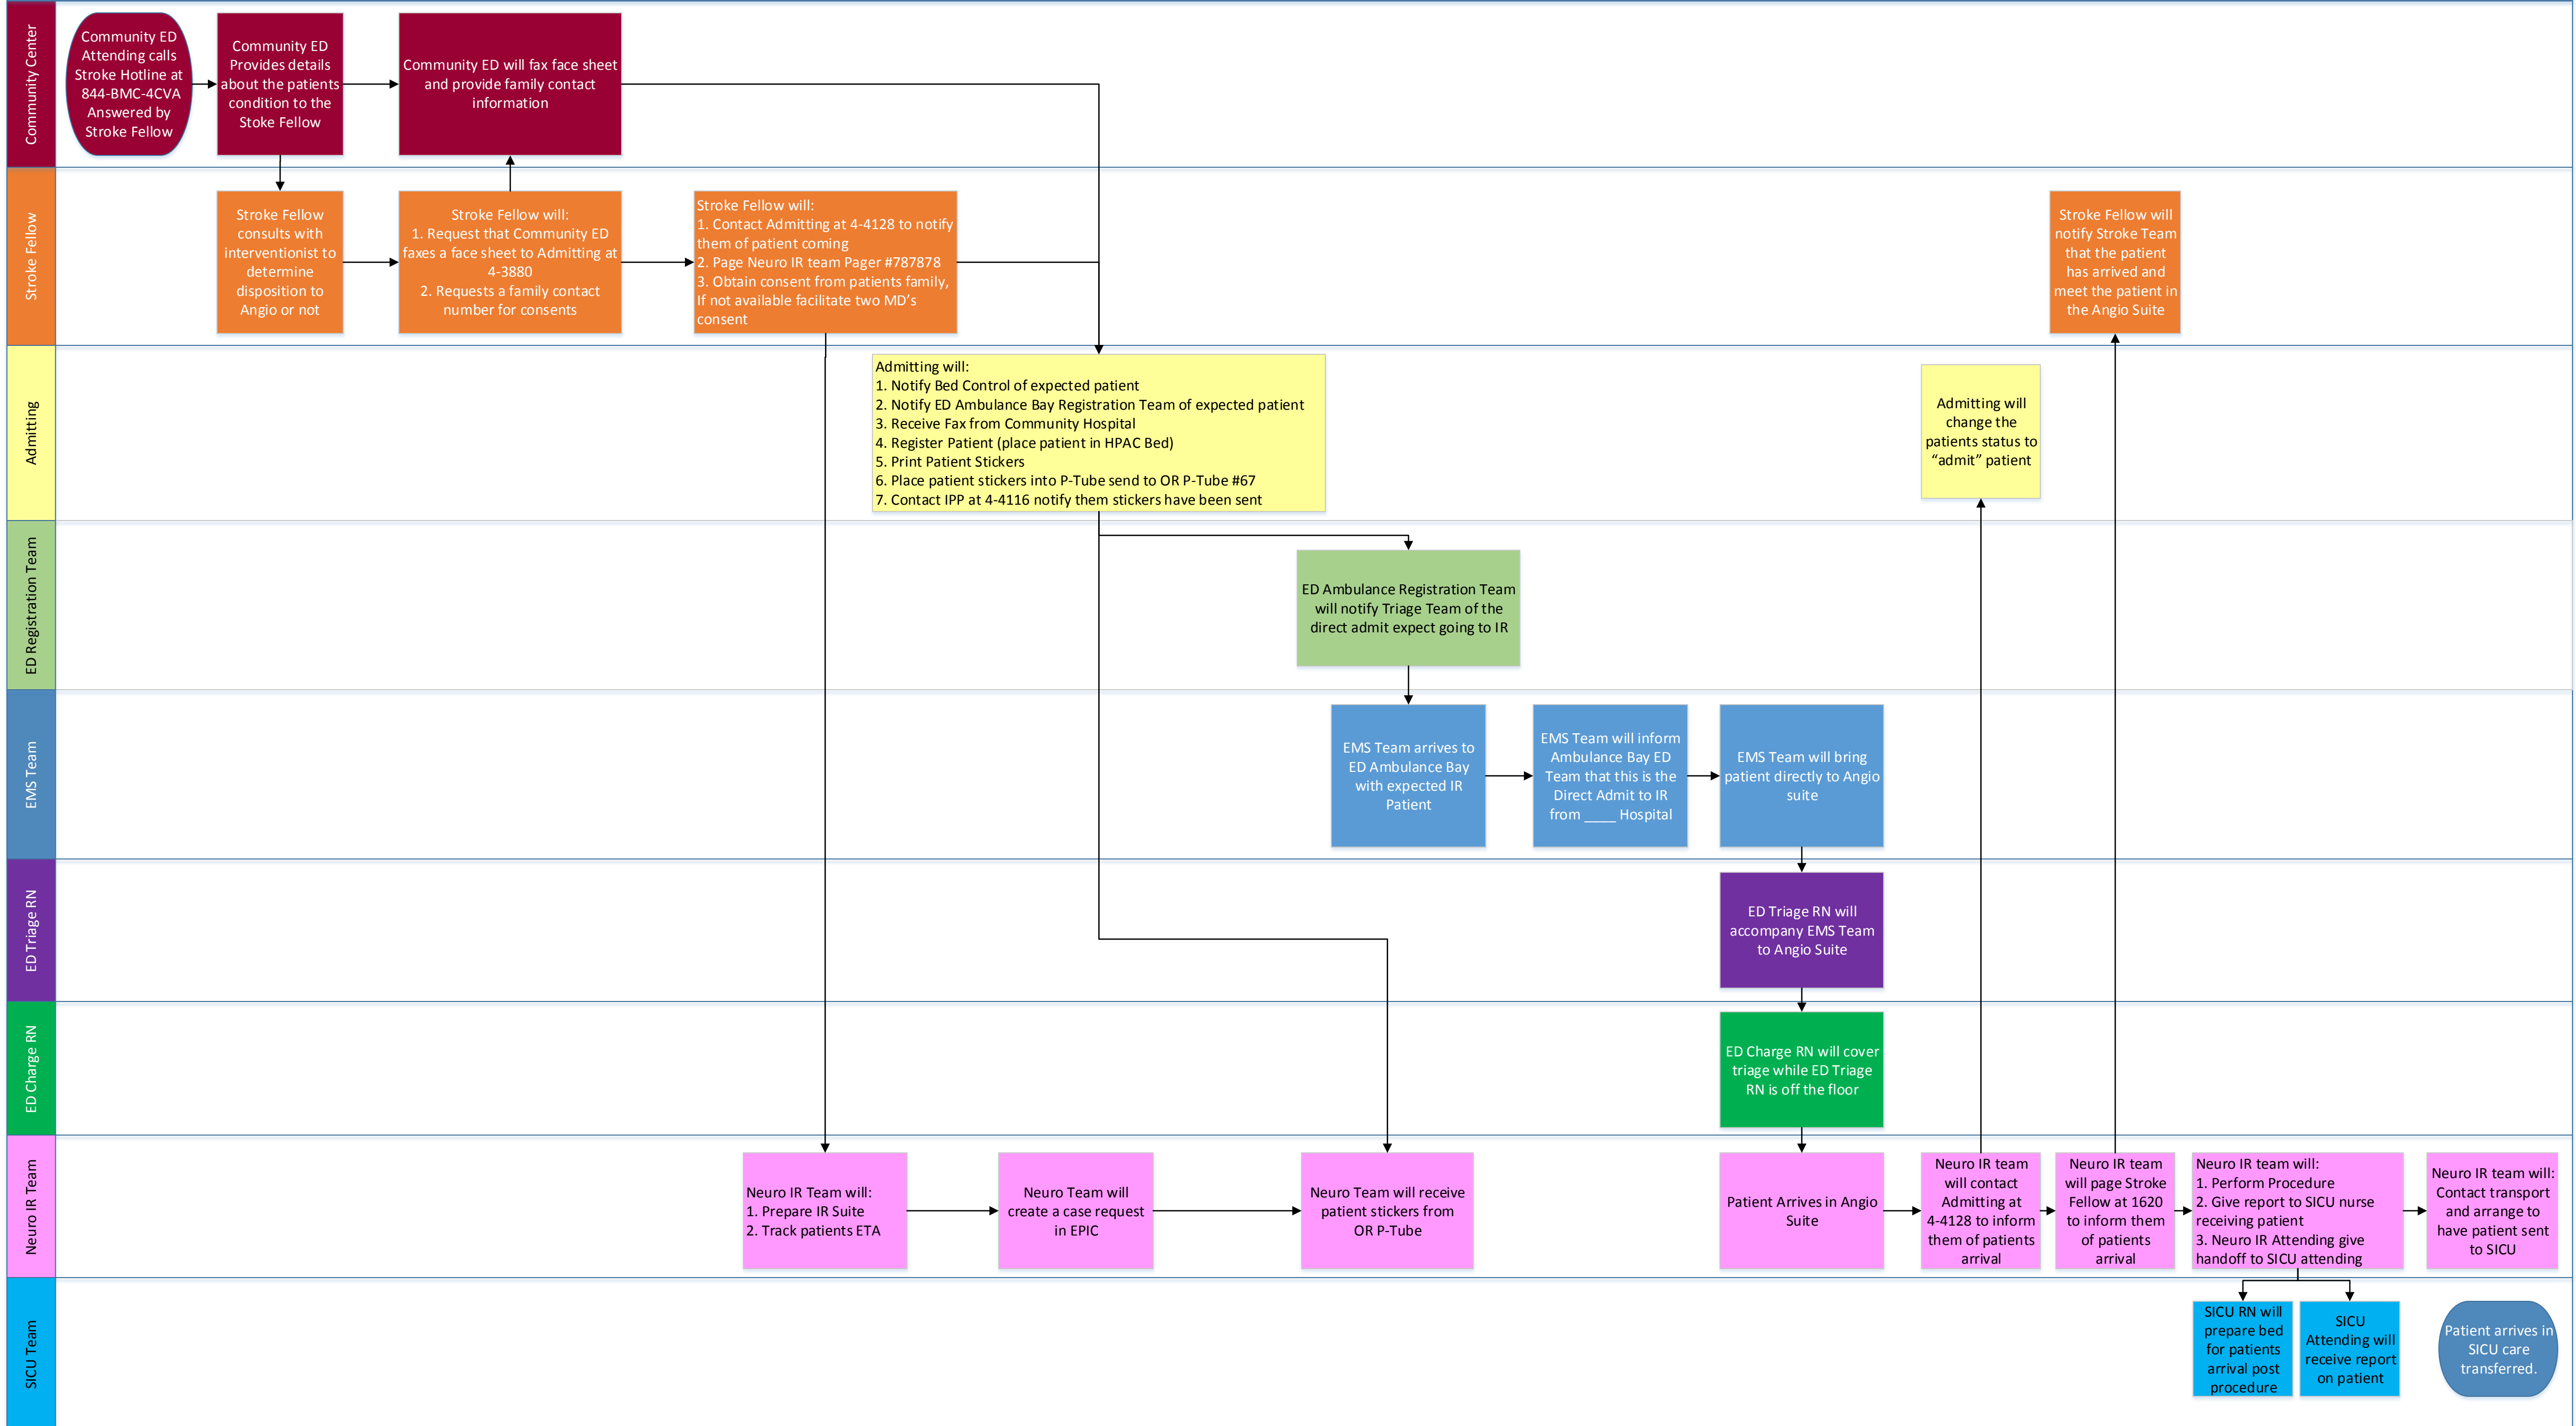 Community Center
Community ED
Attending calls
Stroke Hotline at
844-BMC-4CVA
Answered by
Stroke Fellow
Community ED
Provides details
about the patients
condition to the
Stoke Fellow
Community ED will fax face sheet
and provide family contact
information
Stroke Fellow
Stroke Fellow
consults with
interventionist to
determine
disposition to
Angio or not
Stroke Fellow will:
1. Request that Community ED
faxes a face sheet to Admitting at
4-3880
2. Requests a family contact
number for consents
Stroke Fellow will:
1. Contact Admitting at 4-4128 to notify
them of patient coming
2. Page Neuro IR team Pager #787878
3. Obtain consent from patients family,
If not available facilitate two MD’s
consent
Stroke Fellow will
notify Stroke Team
that the patient
has arrived and
meet the patient in
the Angio Suite
Admitting
Admitting will:
1. Notify Bed Control of expected patient
2. Notify ED Ambulance Bay Registration Team of expected patient
3. Receive Fax from Community Hospital
4. Register Patient (place patient in HPAC Bed)
5. Print Patient Stickers
6. Place patient stickers into P-Tube send to OR P-Tube #67
7. Contact IPP at 4-4116 notify them stickers have been sent
Admitting will
change the
patients status to
“admit” patient
ED Registration Team
ED Ambulance Registration Team
will notify Triage Team of the
direct admit expect going to IR
EMS Team
EMS Team arrives to
ED Ambulance Bay
with expected IR
Patient
EMS Team will inform
Ambulance Bay ED
Team that this is the
Direct Admit to IR
from ____ Hospital
EMS Team will bring
patient directly to Angio
suite
ED Triage RN
ED Triage RN will
accompany EMS Team
to Angio Suite
ED Charge RN
ED Charge RN will cover
triage while ED Triage
RN is off the floor
Neuro IR Team
Neuro IR Team will:
1. Prepare IR Suite
2. Track patients ETA
Neuro Team will
create a case request
in EPIC
Neuro Team will receive
patient stickers from
OR P-Tube
Patient Arrives in Angio
Suite
Neuro IR team
will contact
Admitting at
4-4128 to inform
them of patients
arrival
Neuro IR team
will page Stroke
Fellow at 1620
to inform them
of patients
arrival
Neuro IR team will:
1. Perform Procedure
2. Give report to SICU nurse
receiving patient
3. Neuro IR Attending give
handoff to SICU attending
Neuro IR team will:
Contact transport
and arrange to
have patient sent
to SICU
SICU Team
SICU RN will
prepare bed
for patients
arrival post
procedure
SICU
Attending will
receive report
on patient
Patient arrives in
SICU care
transferred.